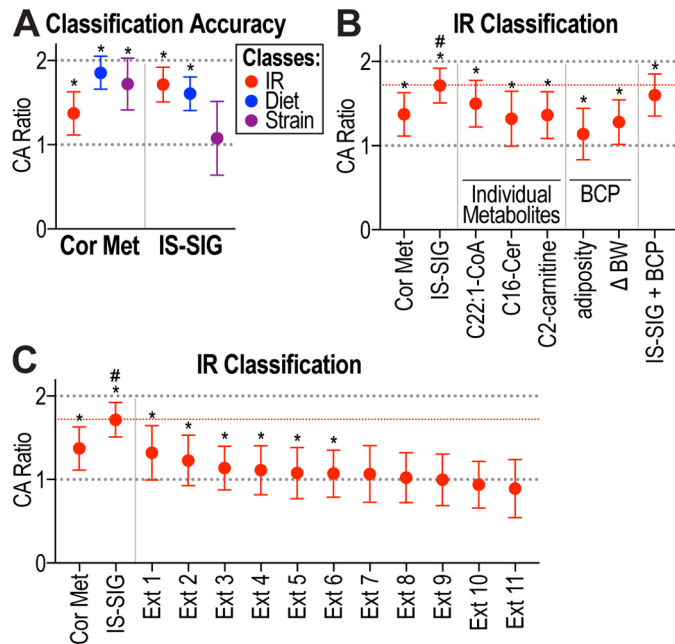 A Classification Accuracy
CA Ratio
2
1
0
* * * * *
Classes:
IR
Diet
Strain
Cor Met IS-SIG
B IR Classification
CA Ratio
2
1
0
* # * * * * * * *
Individual
Metabolites
BCP
Cor Met
IS-SIG
C22:1-CoA
C16-Cer
C2-carnitine
adiposity
Δ BW
IS-SIG + BCP
C IR Classification
CA Ratio
2
1
0
* # * * * * * * *
Cor Met
IS-SIG
Ext 1
Ext 2
Ext 3
Ext 4
Ext 5
Ext 6
Ext 7
Ext 8
Ext 9
Ext 10
Ext 11